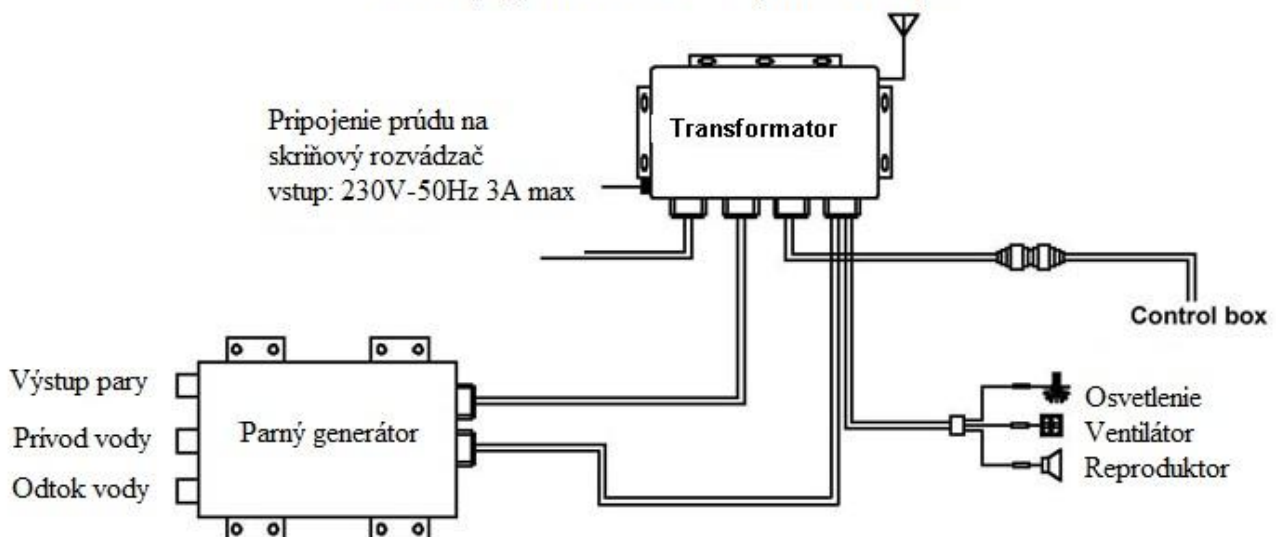 Pripojenie prúdu na
skriňový rozvádzač
vstup: 230V-50Hz 3A max
Transformator
Control box
Výstup pary
Prívod vody
Odtok vody
Parný generátor
Osvetlenie
Ventilátor
Reproduktor